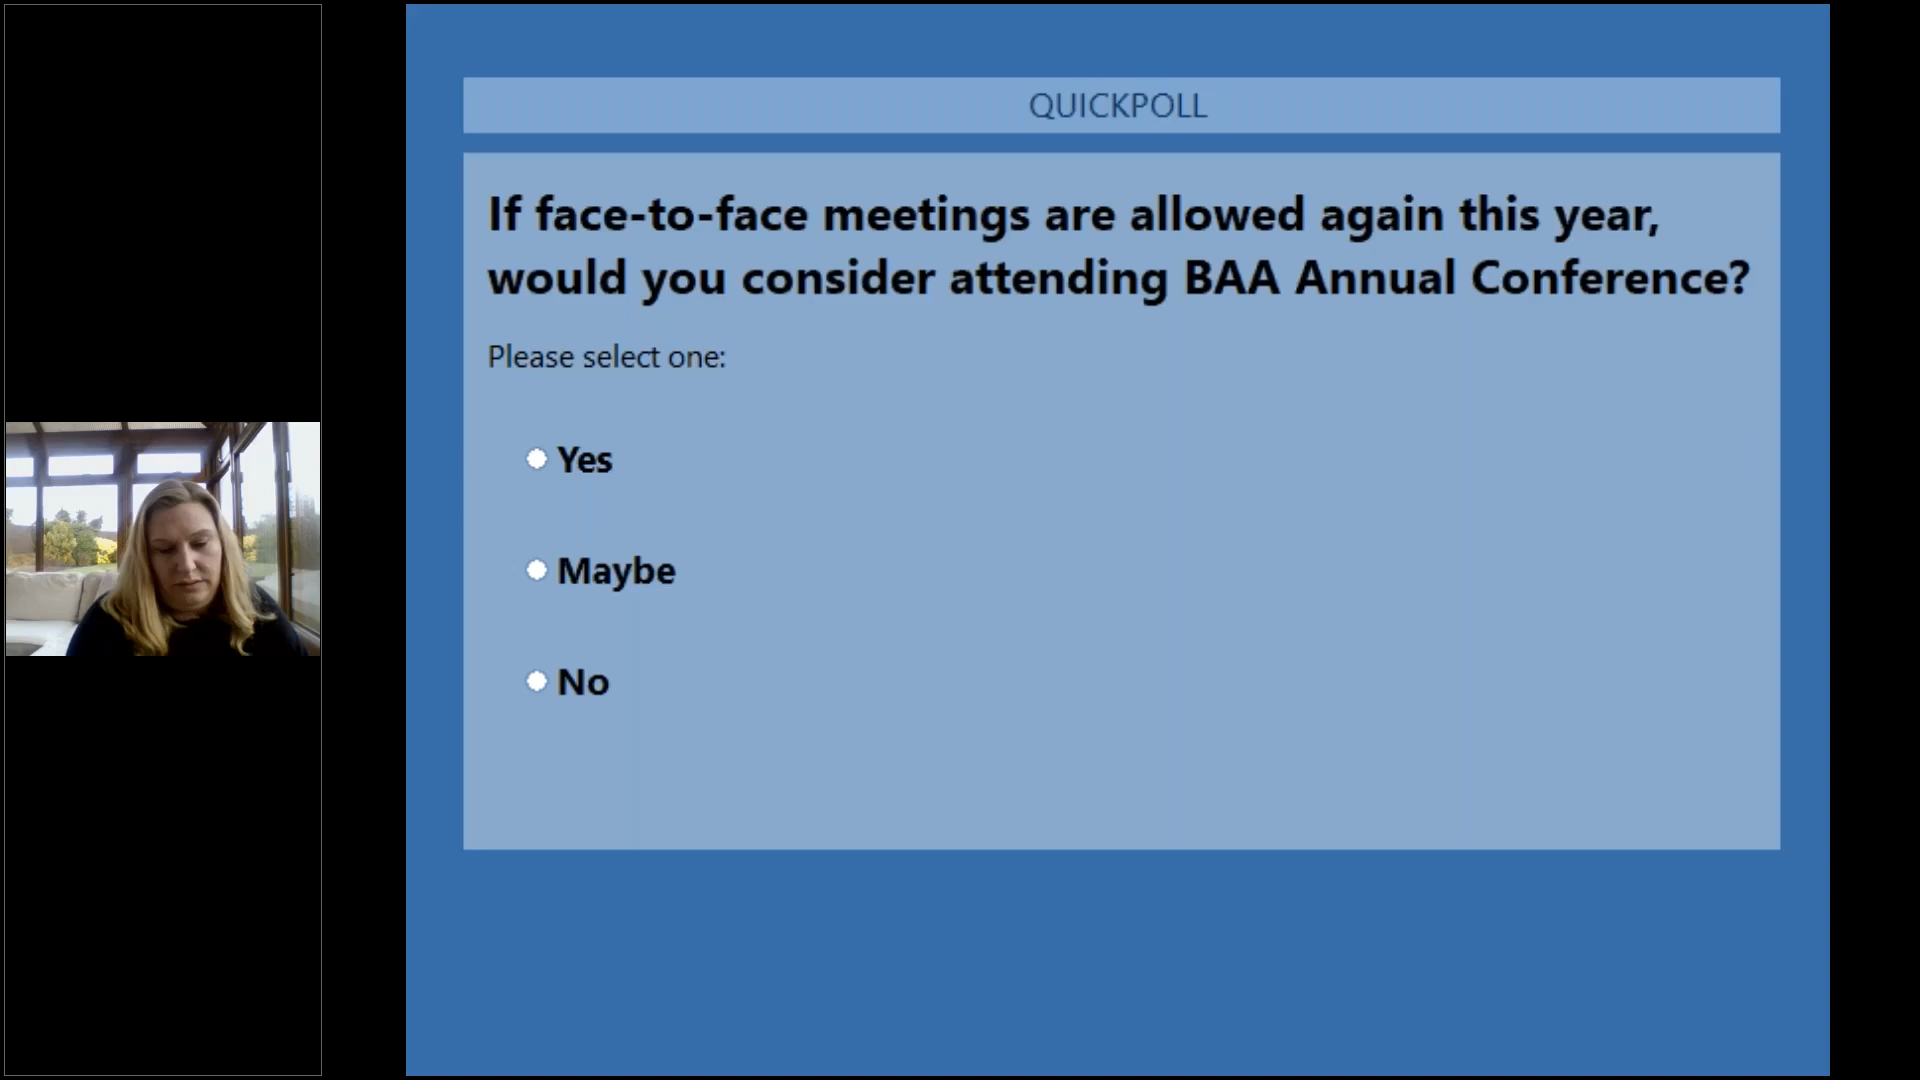 QUICKPOLL
If face-to-face meetings are allowed again this year,
would you consider attending BAA Annual Conference?
Please select one:
Yes
Maybe
No